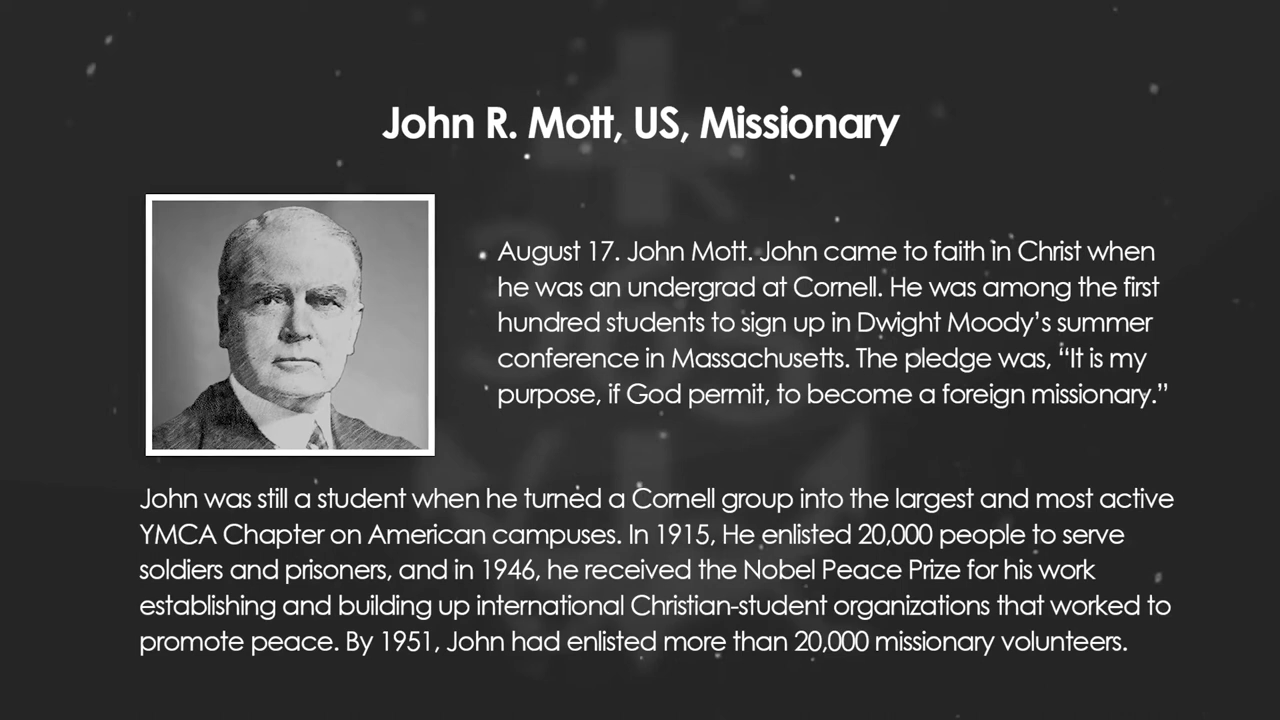 John R. Mott, US, Missionary
August 17. John Mott. John came to faith in Christ when
he was an undergrad at Cornell. He was among the first
hundred students to sign up in Dwight Moody’s summer
conference in Massachusetts. The pledge was, “It is my
purpose, if God permit, to become a foreign missionary.”
John was still a student when he turned a Cornell group into the largest and most active
YMCA Chapter on American campuses. In 1915, He enlisted 20,000 people to serve
soldiers and prisoners, and in 1946, he received the Nobel Peace Prize for his work
establishing and building up international Christian-student organizations that worked to
promote peace. By 1951, John had enlisted more than 20,000 missionary volunteers.